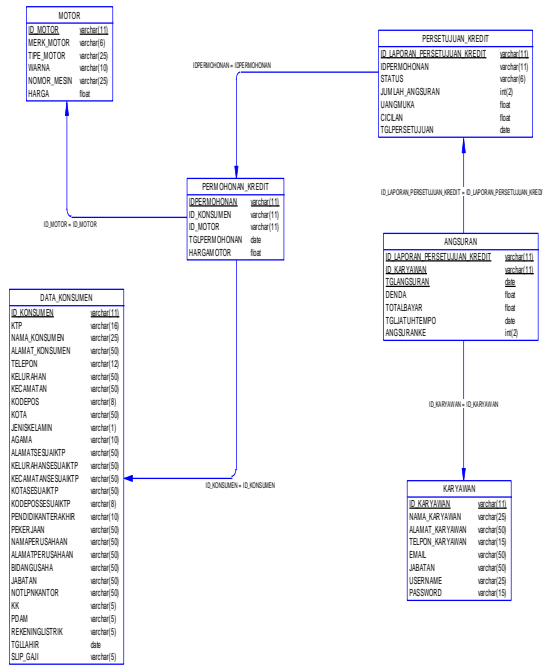 MOTOR
ID_MOTOR varchar(11)
MERK_MOTOR varchar(6)
TIPE_MOTOR varchar(25)
WARNA varchar(10)
NOMOR_MESIN varchar(25)
HARGA float
PERSETUJUAN_KREDIT
ID_LAPORAN_PERSETUJUAN_KREDIT varchar(11)
IDPERMOHONAN varchar(11)
STATUS varchar(6)
JUMLAH_ANGSURAN int(2)
UANGMUKA float
CICILAN float
TGLPERSETUJUAN date
IDPERMOHONAN = IDPERMOHONAN
PERMOHONAN_KREDIT
IDPERMOHONAN varchar(11)
ID_KONSUMEN varchar(11)
ID_MOTOR varchar(11)
TGLPERMOHONAN date
HARGAMOTOR float
ID_MOTOR = ID_MOTOR
ID_LAPORAN_PERSETUJUAN_KREDIT = ID_LAPORAN_PERSETUJUAN_KREDI
ANGSURAN
ID_LAPORAN_PERSETUJUAN_KREDIT varchar(11)
ID_KARYAWAN varchar(11)
TGLANGSURAN date
DENDA float
TOTALBAYAR float
TGLJATUHTEMPO date
ANGSURANKE int(2)
DATA_KONSUMEN
ID_KONSUMEN varchar(11)
KTP varchar(16)
NAMA_KONSUMEN varchar(25)
ALAMAT_KONSUMEN varchar(50)
TELEPON varchar(12)
KELURAHAN varchar(50)
KECAMATAN varchar(50)
KODEPOS varchar(8)
KOTA varchar(50)
JENISKELAMIN varchar(1)
AGAMA varchar(10)
ALAMATSESUAIKTP varchar(50)
KELURAHANSESUAIKTP varchar(50)
KECAMATANSESUAIKTP varchar(50)
KOTASESUAIKTP varchar(50)
KODEPOSSESUAIKTP varchar(8)
PENDIDIKANTERAKHIR varchar(10)
PEKERJAAN varchar(50)
NAMAPERUSAHAAN varchar(50)
ALAMATPERUSAHAAN varchar(50)
BIDANGUSAHA varchar(50)
JABATAN varchar(50)
NOTLPNKANTOR varchar(50)
KK varchar(5)
PDAM varchar(5)
REKENINGLISTRIK varchar(5)
TGLLAHIR date
SLIP_GAJI varchar(5)
ID_KONSUMEN = ID_KONSUMEN
ID_KARYAWAN = ID_KARYAWAN
KARYAWAN
ID_KARYAWAN varchar(11)
NAMA_KARYAWAN varchar(25)
ALAMAT_KARYAWAN varchar(50)
TELPON_KARYAWAN varchar(15)
EMAIL varchar(50)
JABATAN varchar(50)
USERNAME varchar(25)
PASSWORD varchar(15)